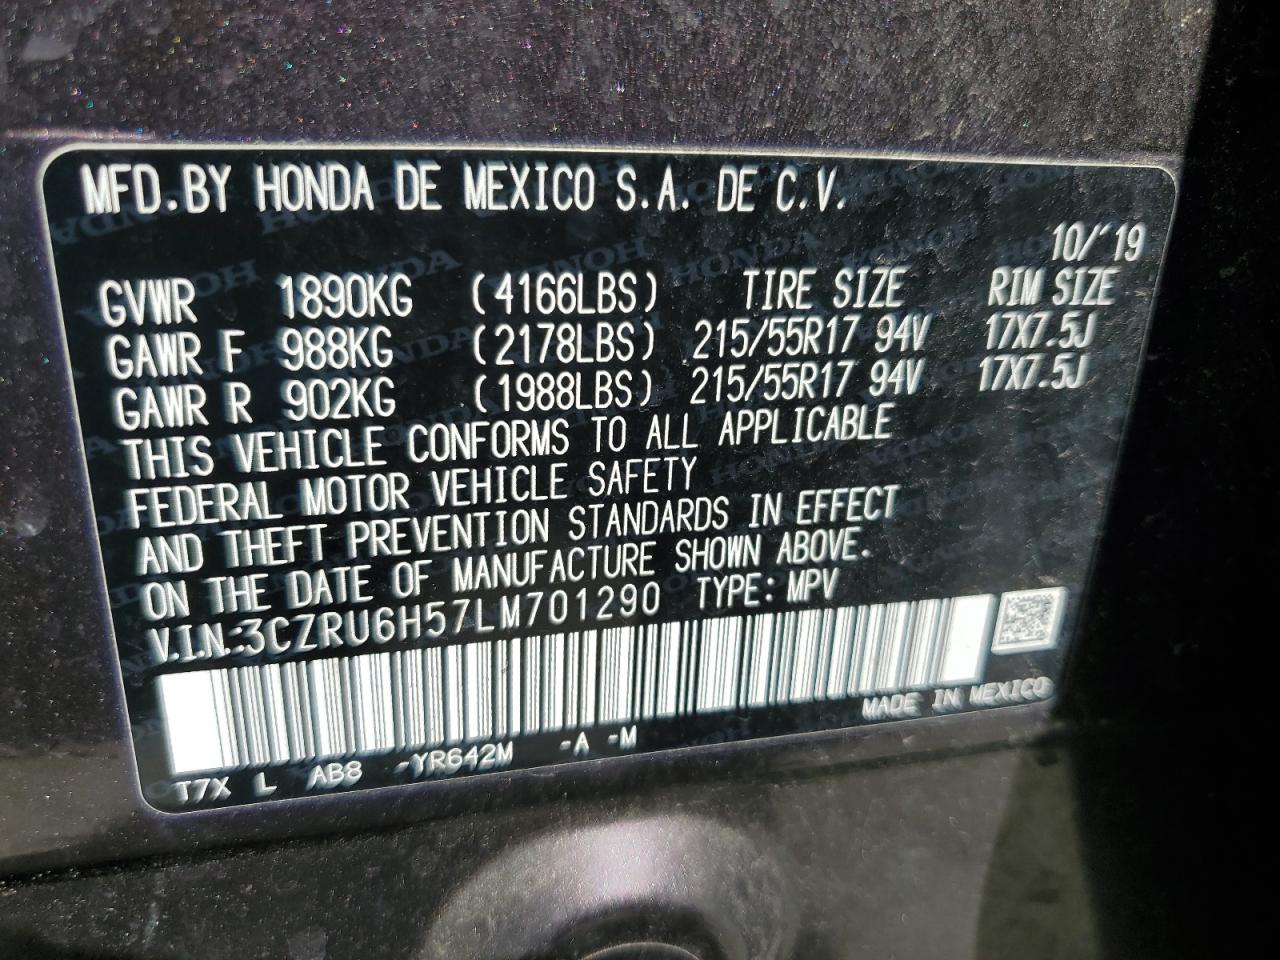 MFD.BY HONDA DE MEXICO S.A. DE C.V.
10/'19
GVWR 1890KG (4166LBS) TIRE SIZE RIM SIZE
GAWR F 988KG (2178LBS) 215/55R17 94V 17X7.5J
GAWR R 902KG (1988LBS) 215/55R17 94V 17X7.5J
THIS VEHICLE CONFORMS TO ALL APPLICABLE
FEDERAL MOTOR VEHICLE SAFETY
AND THEFT PREVENTION STANDARDS IN EFFECT
ON THE DATE OF MANUFACTURE SHOWN ABOVE.
V.I.N:3CZRU6H57LM701290 TYPE: MPV
MADE IN MEXICO
T7X L AB8 -YR642M -A -M